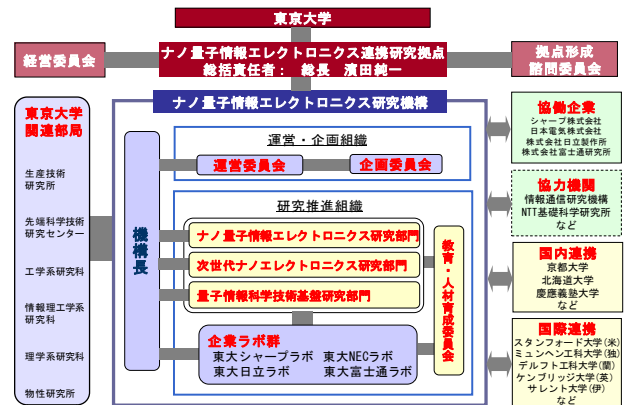 東京大学
経営委員会
ナノ量子情報エレクトロニクス連携研究拠点
総括責任者： 総長 濱田純一
拠点形成
諮問委員会
東京大学
関連部局
生産技術
研究所
先端科学技術
研究センター
工学系研究科
情報理工学系
研究科
理学系研究科
物性研究所
ナノ量子情報エレクトロニクス研究機構
機構長
運営・企画組織
運営委員会
企画委員会
研究推進組織
ナノ量子情報エレクトロニクス研究部門
次世代ナノエレクトロニクス研究部門
量子情報科学技術基盤研究部門
教育・人材育成委員会
企業ラボ群
東大シャープラボ 東大NECラボ
東大日立ラボ 東大富士通ラボ
協働企業
シャープ株式会社
日本電気株式会社
株式会社日立製作所
株式会社富士通研究所
協力機関
情報通信研究機構
NTT基礎科学研究所
など
国内連携
京都大学
北海道大学
慶應義塾大学
など
国際連携
スタンフォード大学(米)
ミュンヘン工科大学(独)
デルフト工科大学(蘭)
ケンブリッジ大学(英)
サレント大学(伊)
など